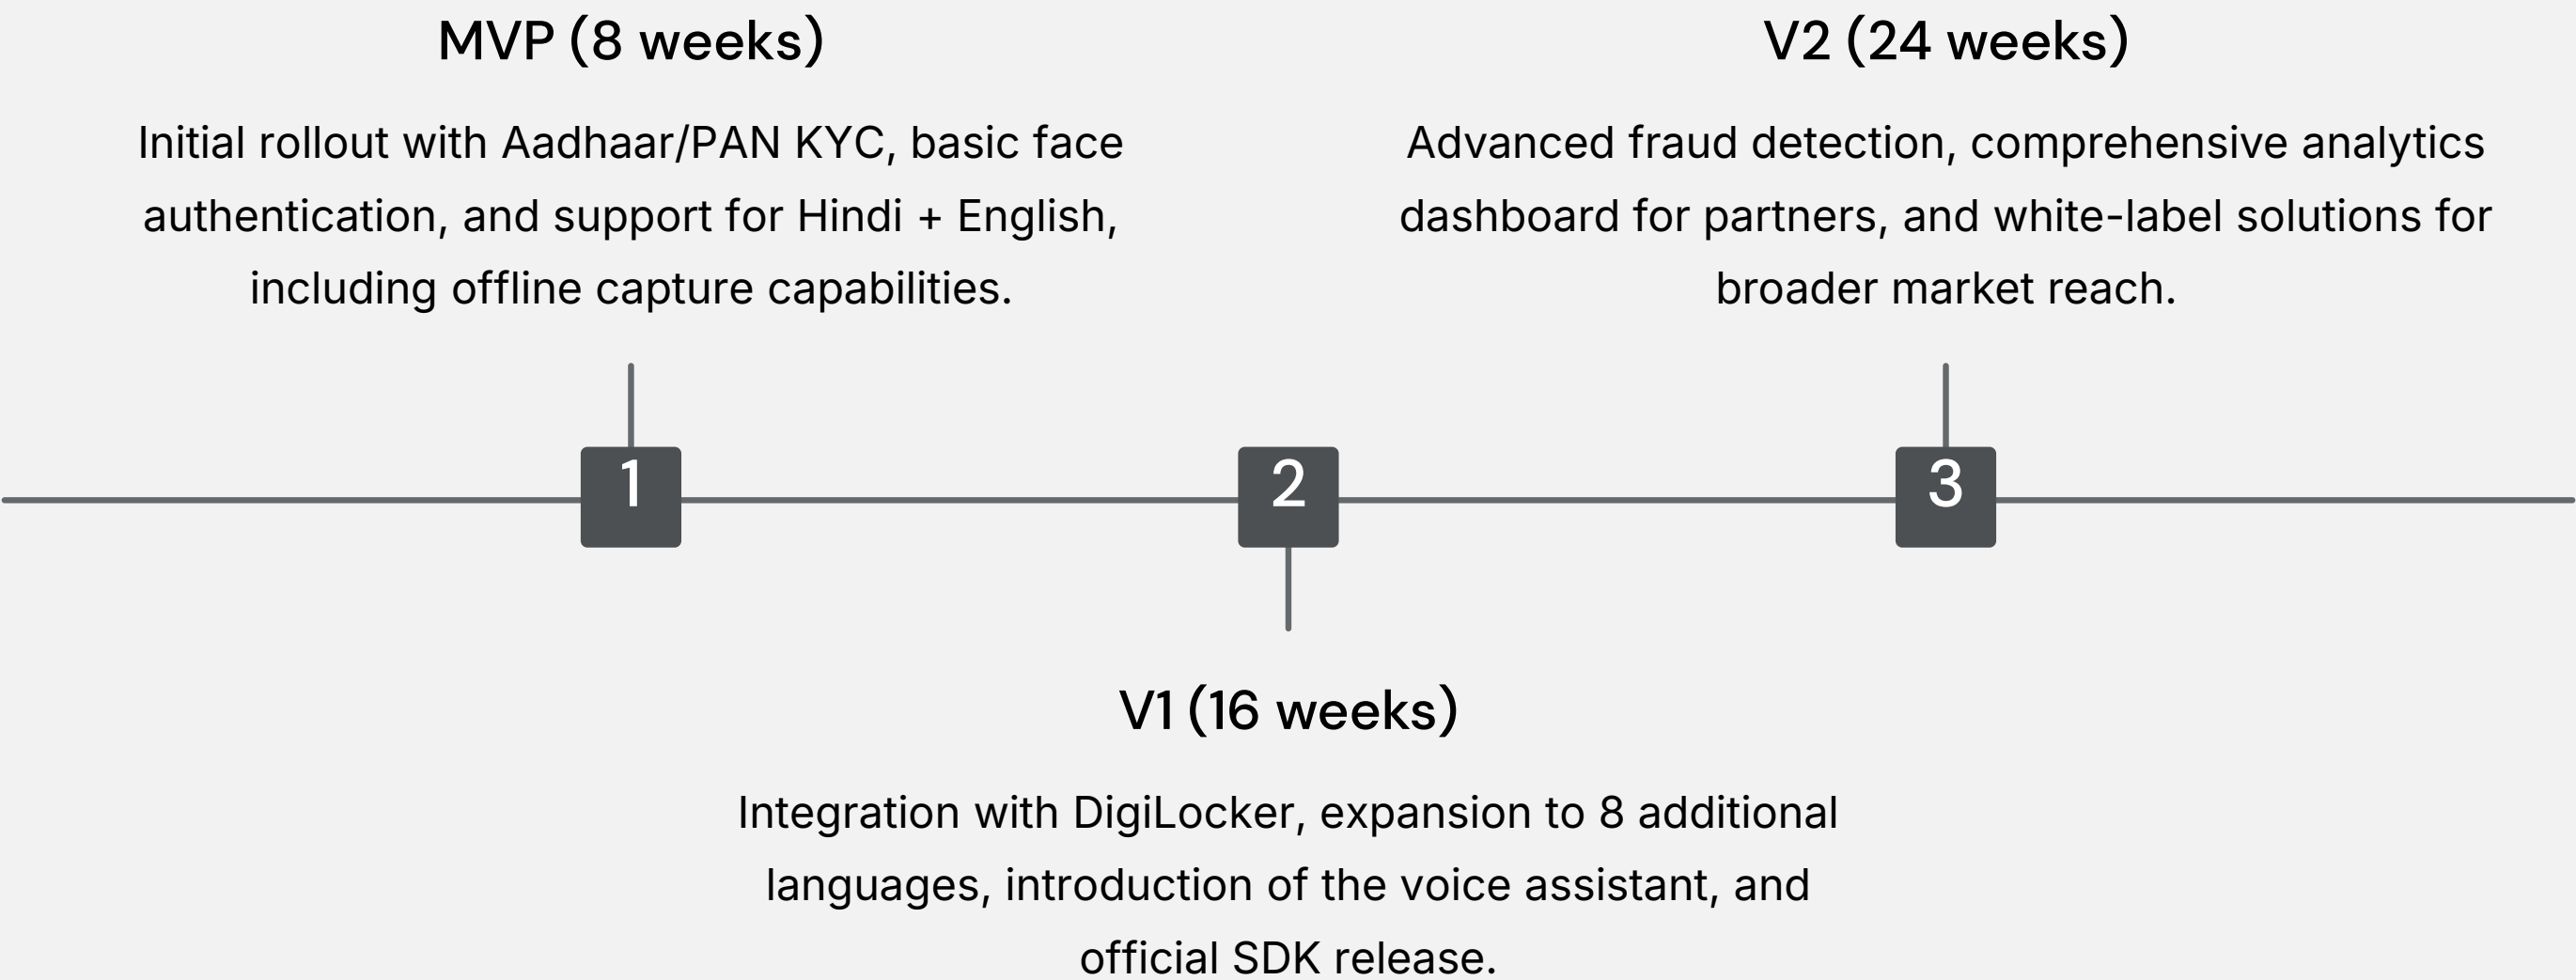 MVP (8 weeks)
Initial rollout with Aadhaar/PAN KYC, basic face
authentication, and support for Hindi + English,
including offline capture capabilities.
V2 (24 weeks)
Advanced fraud detection, comprehensive analytics
dashboard for partners, and white-label solutions for
broader market reach.
1
2
3
V1 (16 weeks)
Integration with DigiLocker, expansion to 8 additional
languages, introduction of the voice assistant, and
official SDK release.